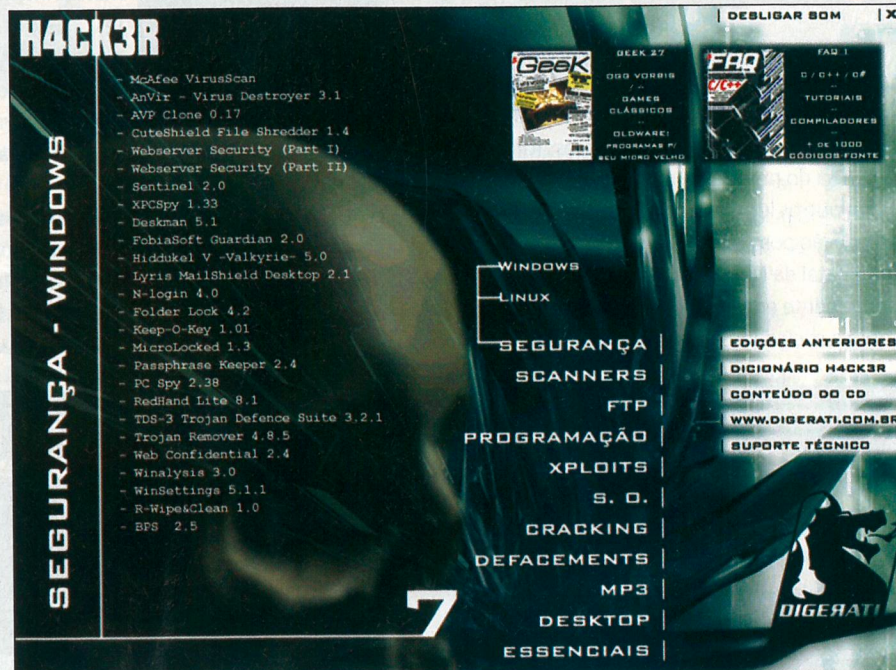 H4CK3R
| DESLIGAR SOM
| X
SEGURANÇA - WINDOWS
- McAfee VirusScan
- AnVir - Virus Destroyer 3.1
- AVP Clone 0.17
- CuteShield File Shredder 1.4
- Webserver Security (Part I)
- Webserver Security (Part II)
- Sentinel 2.0
- XPCSpy 1.33
- Deskman 5.1
- FobiaSoft Guardian 2.0
- Hiddukel V -Valkyrie- 5.0
- Lyris MailShield Desktop 2.1
- N-login 4.0
- Folder Lock 4.2
- Keep-O-Key 1.01
- MicroLocked 1.3
- Passphrase Keeper 2.4
- PC Spy 2.38
- RedHand Lite 8.1
- TDS-3 Trojan Defence Suite 3.2.1
- Trojan Remover 4.8.5
- Web Confidential 2.4
- Winalysis 3.0
- WinSettings 5.1.1
- R-Wipe&Clean 1.0
- BPS 2.5
7
GeeK
GEEK 27
--
OGG VORBIS
/ --
GAMES
CLÁSSICOS
--
OLDWARE!
PROGRAMAS P/
SEU MICRO VELHO
FAQ
C/C++
FAQ 1
--
C / C++ / C#
--
TUTORIAIS
--
COMPILADORES
--
+ DE 1000
CÓDIGOS-FONTE
WINDOWS
LINUX
SEGURANÇA |
SCANNERS |
FTP |
PROGRAMAÇÃO |
XPLOITS |
S. O. |
CRACKING |
DEFACEMENTS |
MP3 |
DESKTOP |
ESSENCIAIS |
| EDIÇÕES ANTERIORES
| DICIONÁRIO H4CK3R
| CONTEÚDO DO CD
| WWW.DIGERATI.COM.BR
| SUPORTE TÉCNICO
DIGERATI